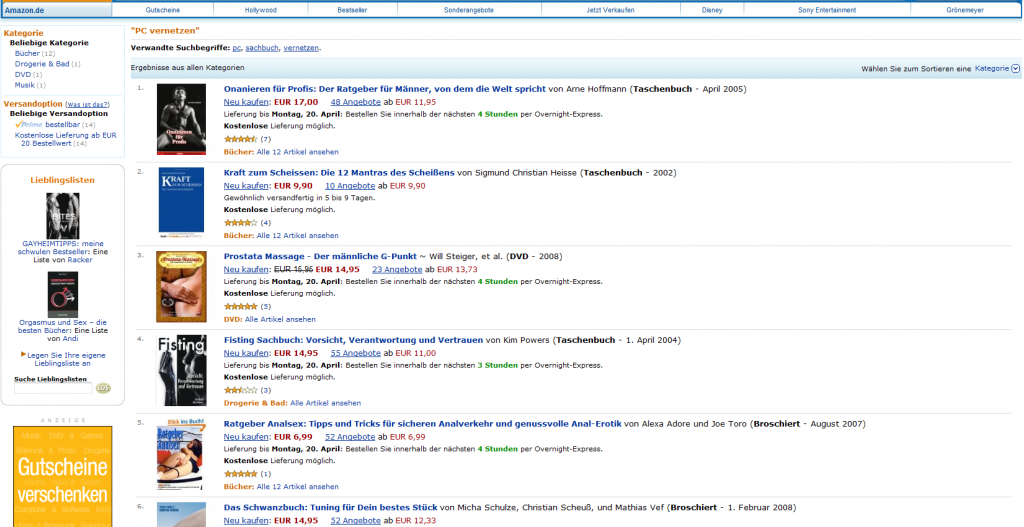 Amazon.de
Gutscheine
Hollywood
Bestseller
Sonderangebote
Jetzt Verkaufen
Disney
Sony Entertainment
Grönemeyer
Kategorie
Beliebige Kategorie
Bücher (12)
Drogerie & Bad (1)
DVD (1)
Musik (1)
Versandoption (Was ist das?)
Beliebige Versandoption
Prime bestellbar (14)
Kostenlose Lieferung ab EUR
20 Bestellwert (14)
Lieblingslisten
GAYHEIMTIPPS: meine
schwulen Bestseller: Eine
Liste von Racker
Orgasmus und Sex – die
besten Bücher: Eine Liste
von Andi
Legen Sie Ihre eigene
Lieblingsliste an
Suche Lieblingslisten
LOS
ANZEIGE
Musik, DVD & Games
Gutscheine
verschenken
"PC vernetzen"
Verwandte Suchbegriffe: pc, sachbuch, vernetzen.
Ergebnisse aus allen Kategorien
Wählen Sie zum Sortieren eine Kategorie
1.
Onanieren für Profis: Der Ratgeber für Männer, von dem die Welt spricht von Arne Hoffmann (Taschenbuch - April 2005)
Neu kaufen: EUR 17,00 48 Angebote ab EUR 11,95
Lieferung bis Montag, 20. April: Bestellen Sie innerhalb der nächsten 4 Stunden per Overnight-Express.
Kostenlose Lieferung möglich.
(7)
Bücher: Alle 12 Artikel ansehen
Onanieren
für
Profis
2.
Kraft zum Scheissen: Die 12 Mantras des Scheißens von Sigmund Christian Heisse (Taschenbuch - 2002)
Neu kaufen: EUR 9,90 10 Angebote ab EUR 9,90
Gewöhnlich versandfertig in 5 bis 9 Tagen.
Kostenlose Lieferung möglich.
(4)
Bücher: Alle 12 Artikel ansehen
KRAFT
ZUM SCHEISSEN
3.
Prostata Massage - Der männliche G-Punkt ~ Will Steiger, et al. (DVD - 2008)
Neu kaufen: EUR 15,95 EUR 14,95 23 Angebote ab EUR 13,73
Lieferung bis Montag, 20. April: Bestellen Sie innerhalb der nächsten 4 Stunden per Overnight-Express.
Kostenlose Lieferung möglich.
(5)
DVD: Alle Artikel ansehen
Prostata Massage
4.
Fisting Sachbuch: Vorsicht, Verantwortung und Vertrauen von Kim Powers (Taschenbuch - 1. April 2004)
Neu kaufen: EUR 14,95 55 Angebote ab EUR 11,00
Lieferung bis Montag, 20. April: Bestellen Sie innerhalb der nächsten 3 Stunden per Overnight-Express.
Kostenlose Lieferung möglich.
(3)
Drogerie & Bad: Alle Artikel ansehen
Fisting
5.
Ratgeber Analsex: Tipps und Tricks für sicheren Analverkehr und genussvolle Anal-Erotik von Alexa Adore und Joe Toro (Broschiert - August 2007)
Neu kaufen: EUR 6,99 52 Angebote ab EUR 6,99
Lieferung bis Montag, 20. April: Bestellen Sie innerhalb der nächsten 4 Stunden per Overnight-Express.
Kostenlose Lieferung möglich.
(1)
Bücher: Alle 12 Artikel ansehen
Blick ins Buch!
Ratgeber
Analsex
6.
Das Schwanzbuch: Tuning für Dein bestes Stück von Micha Schulze, Christian Scheuß, und Mathias Vef (Broschiert - 1. Februar 2008)
Neu kaufen: EUR 14,95 52 Angebote ab EUR 12,33